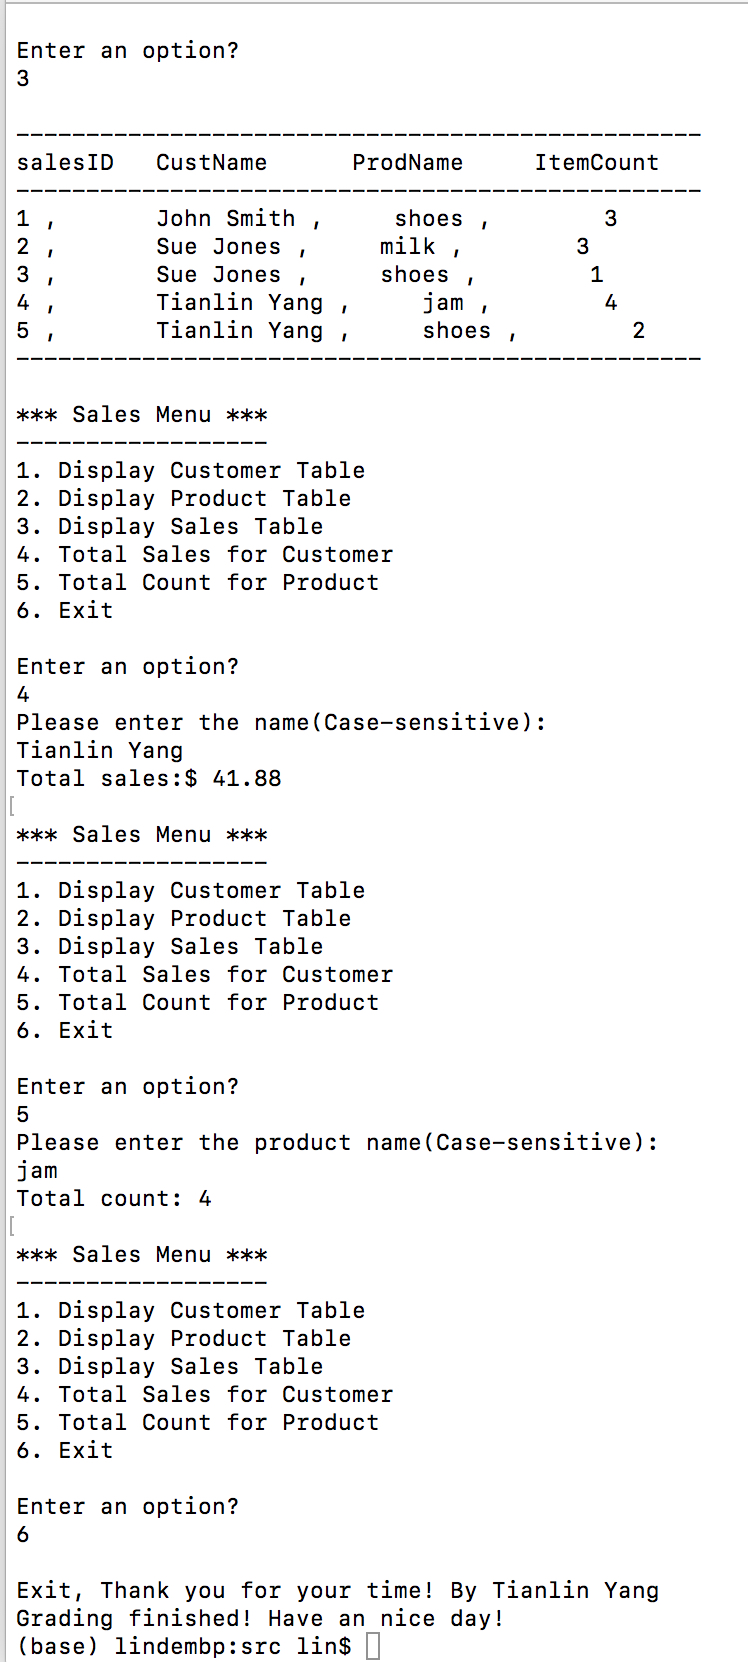 Enter an option?
3
--------------------------------------------------
salesID   CustName      ProdName     ItemCount
--------------------------------------------------
1 ,       John Smith ,     shoes ,        3
2 ,       Sue Jones ,     milk ,        3
3 ,       Sue Jones ,     shoes ,        1
4 ,       Tianlin Yang ,     jam ,        4
5 ,       Tianlin Yang ,     shoes ,        2
--------------------------------------------------
*** Sales Menu ***
------------------
1. Display Customer Table
2. Display Product Table
3. Display Sales Table
4. Total Sales for Customer
5. Total Count for Product
6. Exit
Enter an option?
4
Please enter the name(Case-sensitive):
Tianlin Yang
Total sales:$ 41.88
[
*** Sales Menu ***
------------------
1. Display Customer Table
2. Display Product Table
3. Display Sales Table
4. Total Sales for Customer
5. Total Count for Product
6. Exit
Enter an option?
5
Please enter the product name(Case-sensitive):
jam
Total count: 4
[
*** Sales Menu ***
------------------
1. Display Customer Table
2. Display Product Table
3. Display Sales Table
4. Total Sales for Customer
5. Total Count for Product
6. Exit
Enter an option?
6
Exit, Thank you for your time! By Tianlin Yang
Grading finished! Have an nice day!
(base) lindembp:src lin$